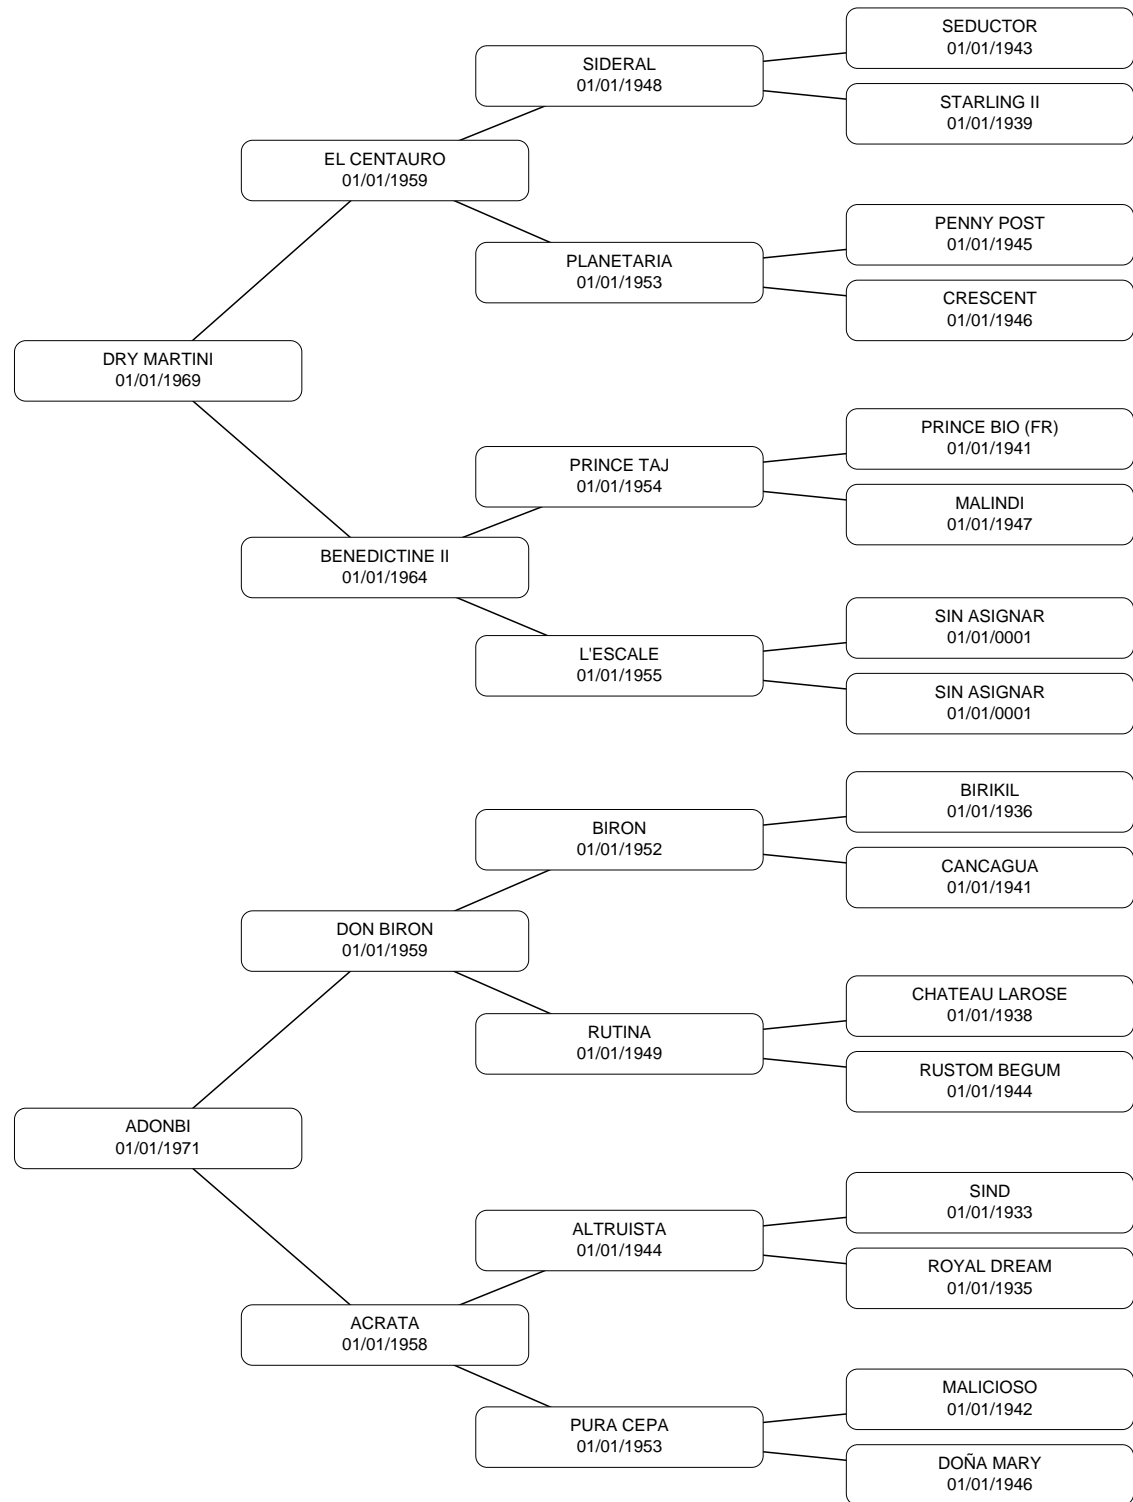 SEDUCTOR
01/01/1943
SIDERAL
01/01/1948
STARLING II
01/01/1939
EL CENTAURO
01/01/1959
PENNY POST
01/01/1945
PLANETARIA
01/01/1953
CRESCENT
01/01/1946
DRY MARTINI
01/01/1969
PRINCE BIO (FR)
01/01/1941
PRINCE TAJ
01/01/1954
MALINDI
01/01/1947
BENEDICTINE II
01/01/1964
SIN ASIGNAR
01/01/0001
L'ESCALE
01/01/1955
SIN ASIGNAR
01/01/0001
BIRIKIL
01/01/1936
BIRON
01/01/1952
CANCAGUA
01/01/1941
DON BIRON
01/01/1959
CHATEAU LAROSE
01/01/1938
RUTINA
01/01/1949
RUSTOM BEGUM
01/01/1944
ADONBI
01/01/1971
SIND
01/01/1933
ALTRUISTA
01/01/1944
ROYAL DREAM
01/01/1935
ACRATA
01/01/1958
MALICIOSO
01/01/1942
PURA CEPA
01/01/1953
DOÑA MARY
01/01/1946